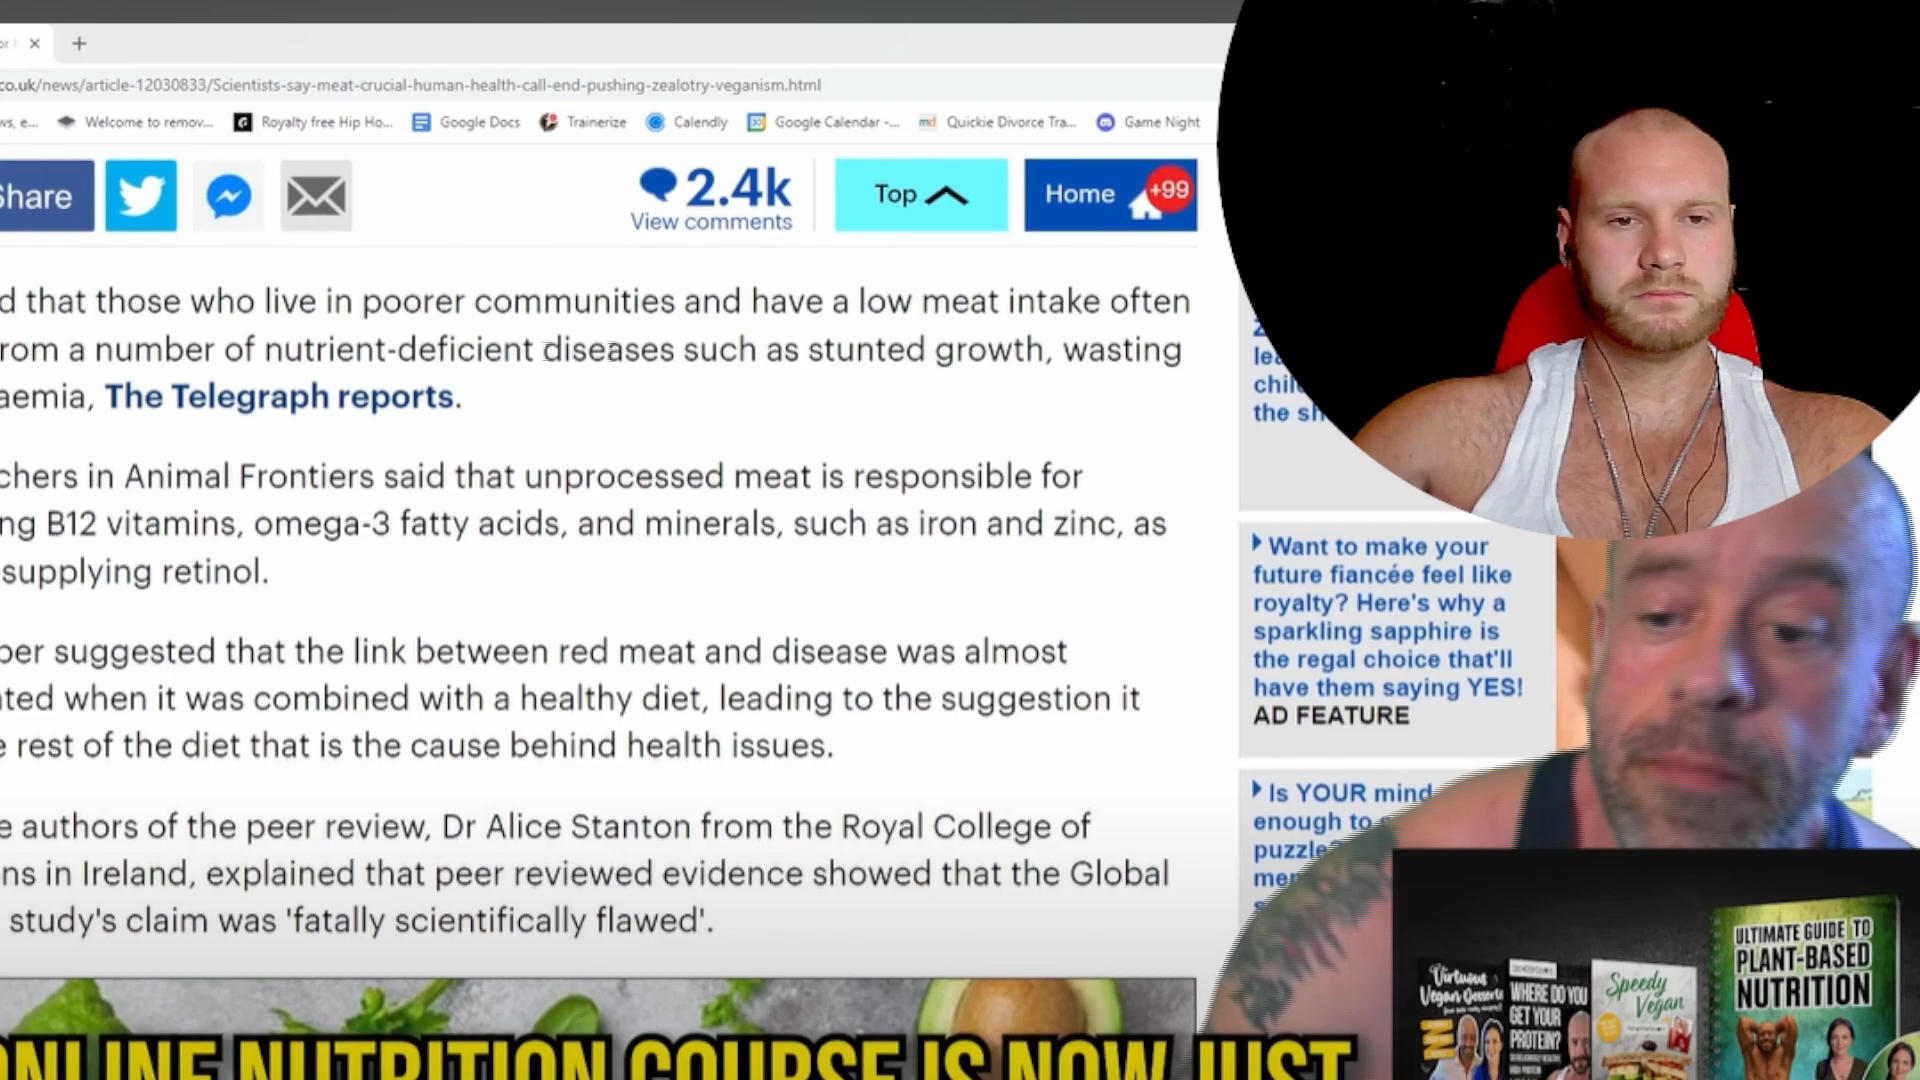 co.uk/news/article-12030833/Scientists-say-meat-crucial-human-health-call-end-pushing-zealotry-veganism.html
ws, e... Welcome to remov... Royalty free Hip Ho... Google Docs Trainerize Calendly Google Calendar -... Quickie Divorce Tra... Game Night
Share
2.4k
View comments
Top
Home
+99
d that those who live in poorer communities and have a low meat intake often
rom a number of nutrient-deficient diseases such as stunted growth, wasting
aemia, The Telegraph reports.
chers in Animal Frontiers said that unprocessed meat is responsible for
ng B12 vitamins, omega-3 fatty acids, and minerals, such as iron and zinc, as
supplying retinol.
per suggested that the link between red meat and disease was almost
ated when it was combined with a healthy diet, leading to the suggestion it
e rest of the diet that is the cause behind health issues.
e authors of the peer review, Dr Alice Stanton from the Royal College of
ns in Ireland, explained that peer reviewed evidence showed that the Global
study's claim was 'fatally scientifically flawed'.
the sh
Want to make your
future fiancée feel like
royalty? Here's why a
sparkling sapphire is
the regal choice that'll
have them saying YES!
AD FEATURE
Is YOUR mind
enough to
puzzle
ONLINE NUTRITION COURSE IS NOW JUST
Virtuous
Vegan Desserts
WHERE DO YOU
GET YOUR
PROTEIN?
Speedy
Vegan
ULTIMATE GUIDE TO
PLANT-BASED
NUTRITION